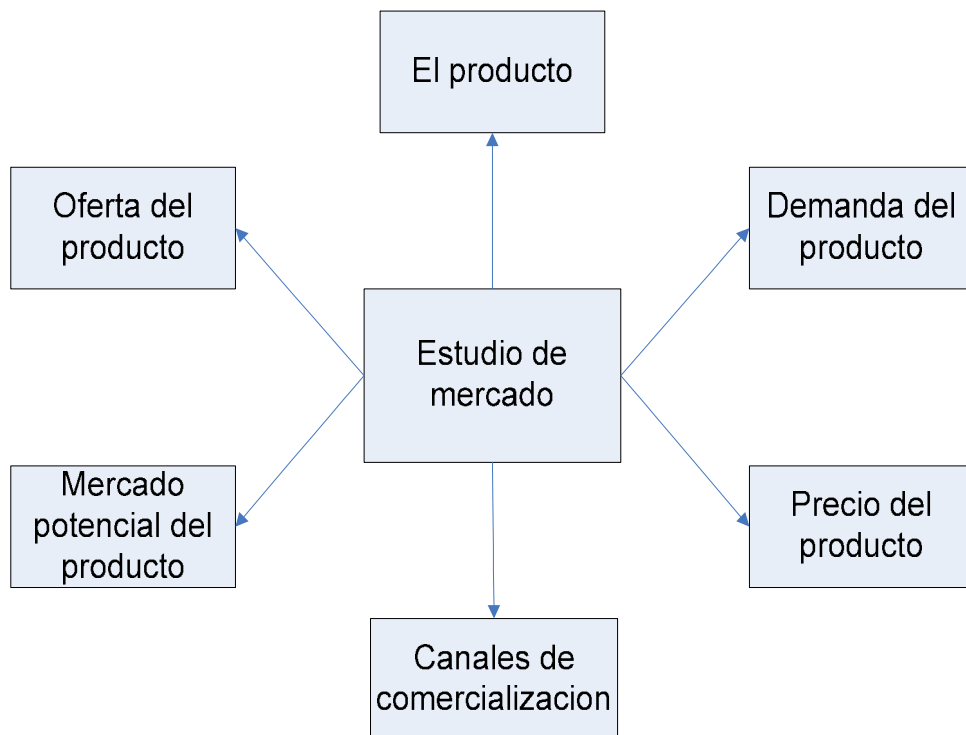 El producto
Oferta del
producto
Demanda del
producto
Estudio de
mercado
Mercado
potencial del
producto
Precio del
producto
Canales de
comercializacion